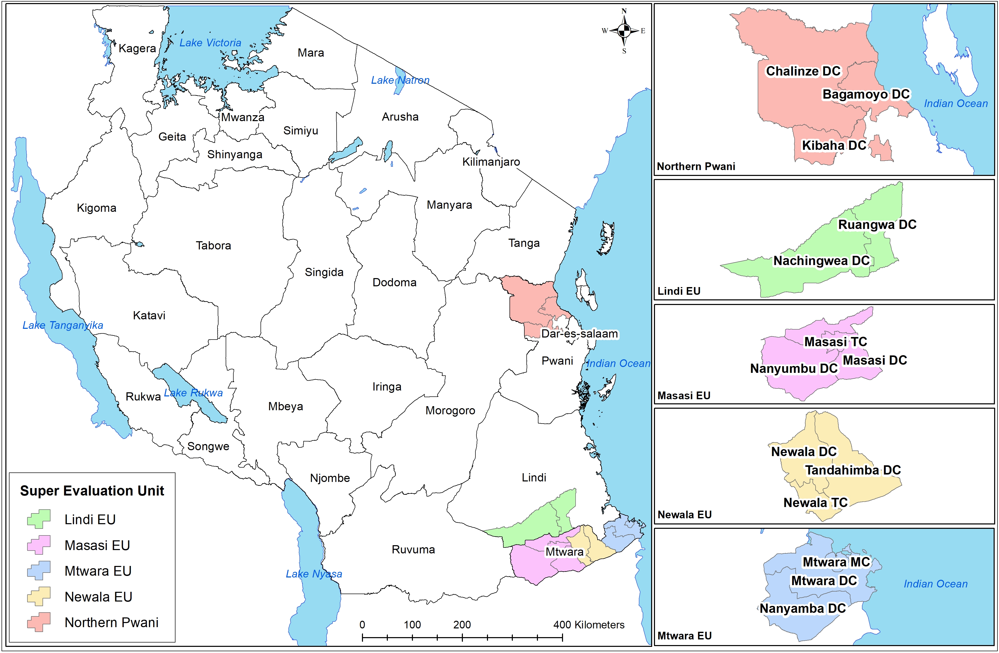 N
W E
S
Kagera
Lake Victoria
Mara
Lake Natron
Mwanza
Arusha
Simiyu
Geita
Shinyanga
Kilimanjaro
Kigoma
Manyara
Tabora
Tanga
Singida
Dodoma
Katavi
Lake Tanganyika
Dar-es-salaam
Pwani
Indian Ocean
Iringa
Rukwa
Lake Rukwa
Mbeya
Morogoro
Songwe
Njombe
Lindi
Ruvuma
Mtwara
Lake Nyasa
Super Evaluation Unit
Lindi EU
Masasi EU
Mtwara EU
Newala EU
Northern Pwani
0 100 200 400 Kilometers
Chalinze DC
Bagamoyo DC
Indian Ocean
Kibaha DC
Northern Pwani
Ruangwa DC
Nachingwea DC
Lindi EU
Masasi TC
Masasi DC
Nanyumbu DC
Masasi EU
Newala DC
Tandahimba DC
Newala TC
Newala EU
Mtwara MC
Mtwara DC
Indian Ocean
Nanyamba DC
Mtwara EU